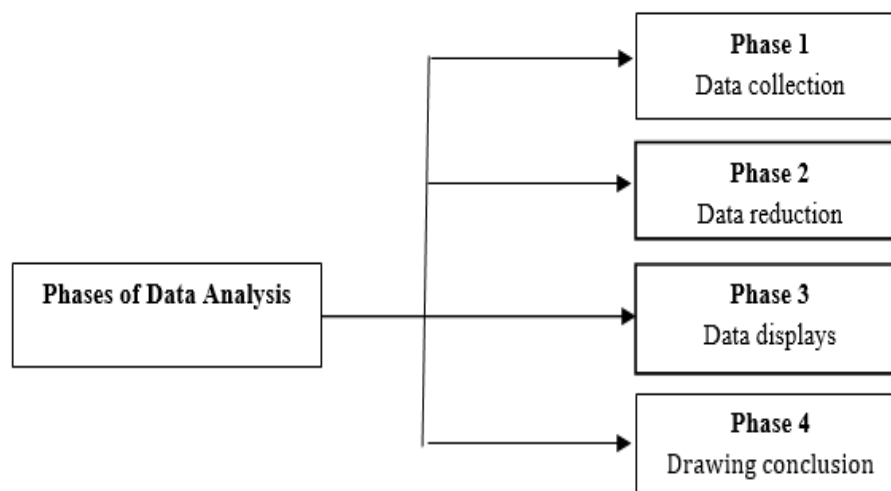 Phase 1
Data collection
Phase 2
Data reduction
Phases of Data Analysis
Phase 3
Data displays
Phase 4
Drawing conclusion